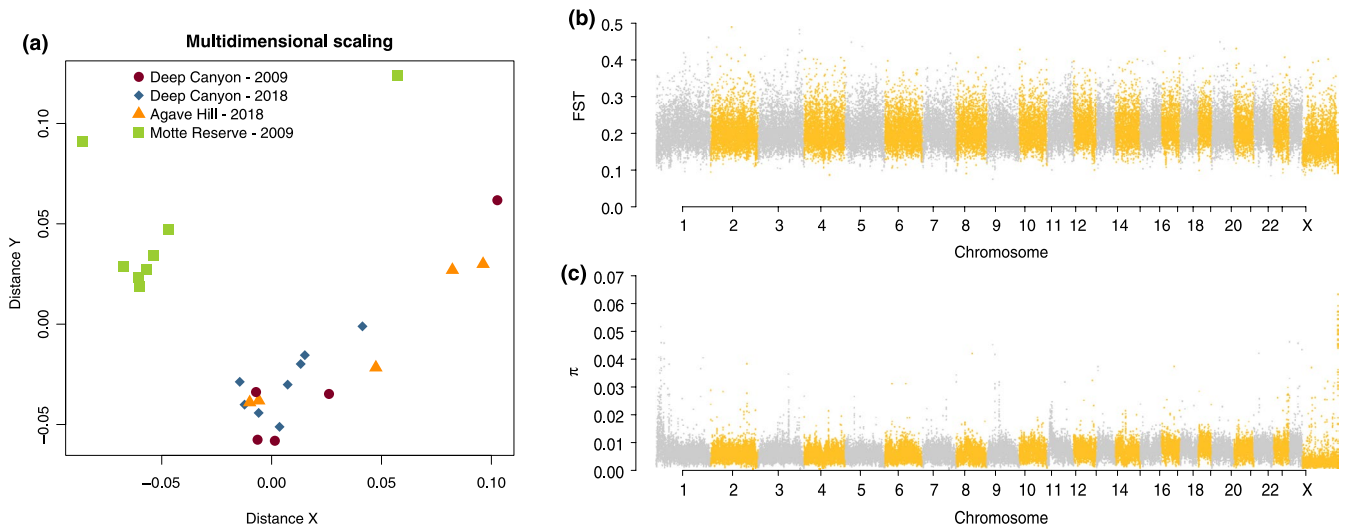 (a)
Multidimensional scaling
Deep Canyon - 2009
Deep Canyon - 2018
Agave Hill - 2018
Motte Reserve - 2009
Distance Y
0.10
0.05
0.00
−0.05
−0.05 0.00 0.05 0.10
Distance X
(b)
FST
0.5
0.4
0.3
0.2
0.1
0.0
1 2 3 4 5 6 7 8 9 10 11 12 14 16 18 20 22 X
Chromosome
(c)
π
0.07
0.06
0.05
0.04
0.03
0.02
0.01
0.00
1 2 3 4 5 6 7 8 9 10 11 12 14 16 18 20 22 X
Chromosome